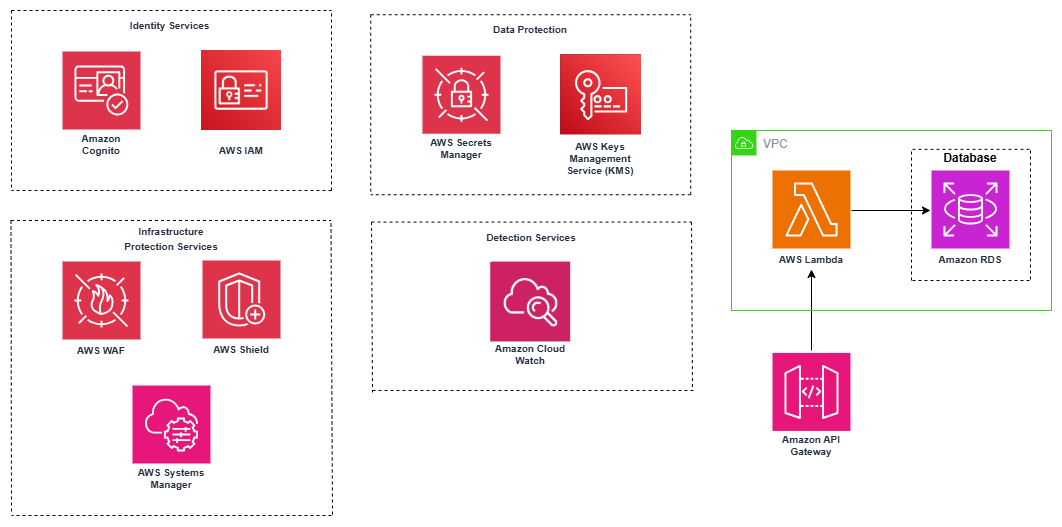 Identity Services
Amazon
Cognito
AWS IAM
Data Protection
AWS Secrets
Manager
AWS Keys
Management
Service (KMS)
Infrastructure
Protection Services
AWS WAF
AWS Shield
AWS Systems
Manager
Detection Services
Amazon Cloud
Watch
VPC
Database
AWS Lambda
Amazon RDS
Amazon API
Gateway